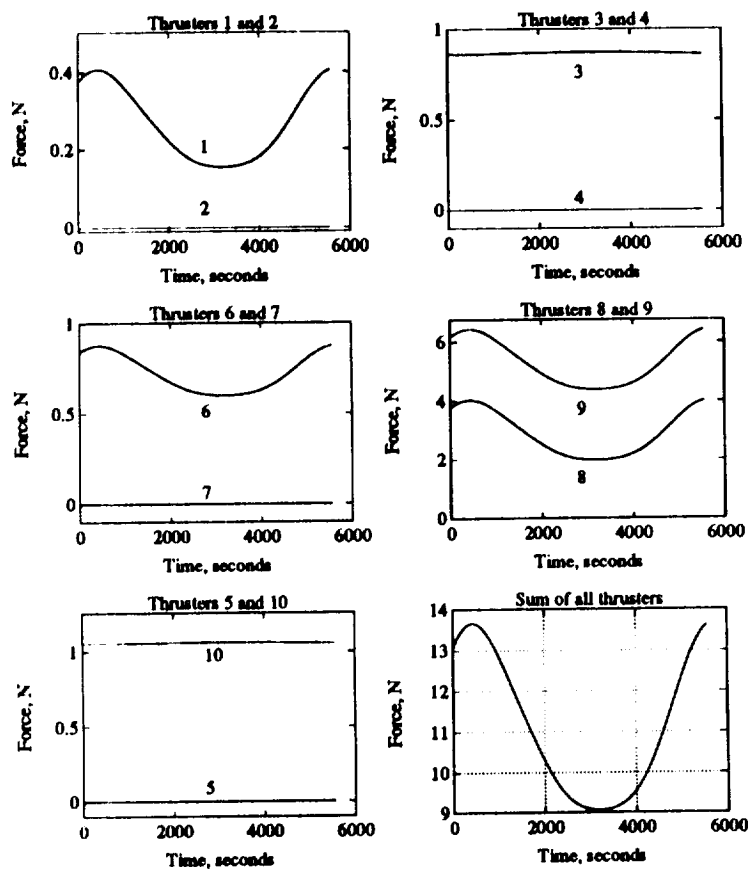 Thrusters 1 and 2
Force, N
0.4
0.2
0
1
2
0 2000 4000 6000
Time, seconds
Thrusters 3 and 4
Force, N
1
0.5
0
3
4
0 2000 4000 6000
Time, seconds
Thrusters 6 and 7
Force, N
1
0.5
0
6
7
0 2000 4000 6000
Time, seconds
Thrusters 8 and 9
Force, N
6
4
2
0
9
8
0 2000 4000 6000
Time, seconds
Thrusters 5 and 10
Force, N
1
0.5
0
10
5
0 2000 4000 6000
Time, seconds
Sum of all thrusters
Force, N
14
13
12
11
10
9
0 2000 4000 6000
Time, seconds